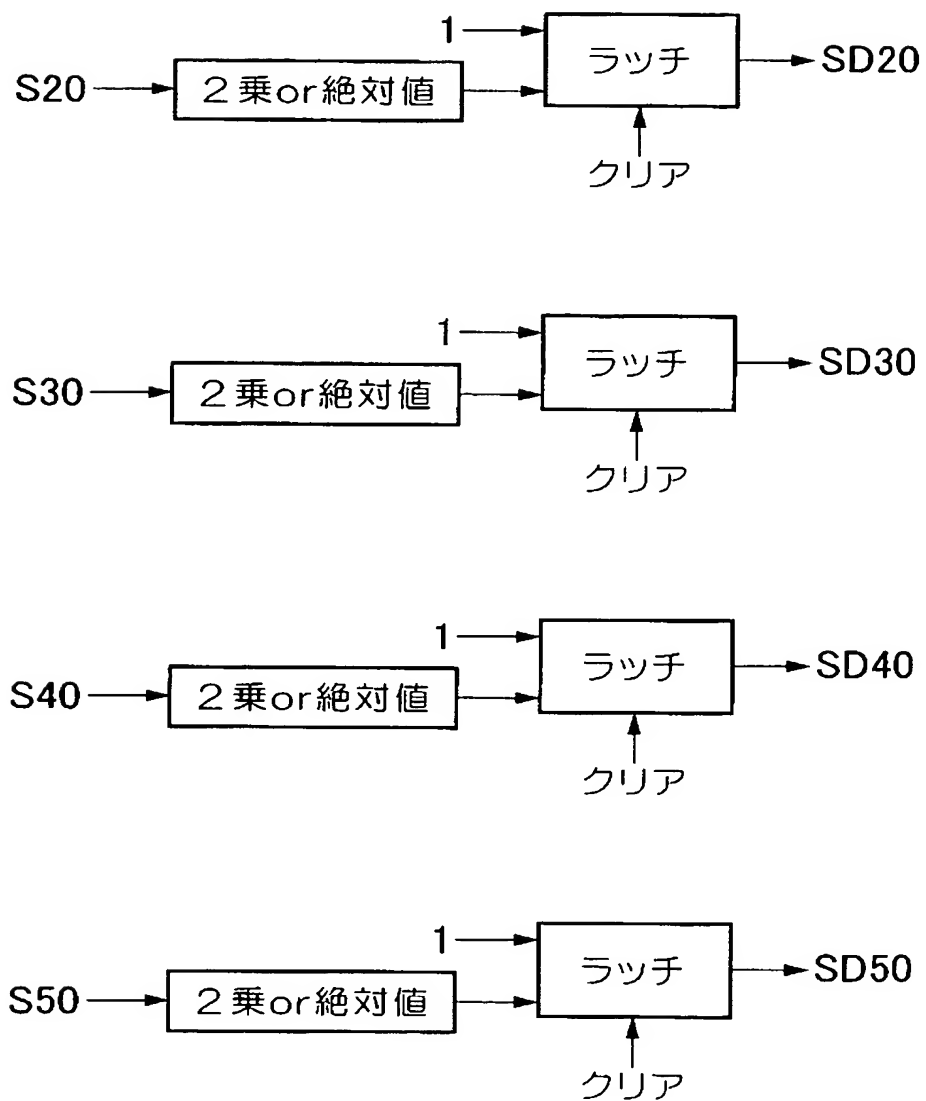 1
ラッチ
SD20
S20
2乗or絶対値
クリア
1
ラッチ
SD30
S30
2乗or絶対値
クリア
1
ラッチ
SD40
S40
2乗or絶対値
クリア
1
ラッチ
SD50
S50
2乗or絶対値
クリア